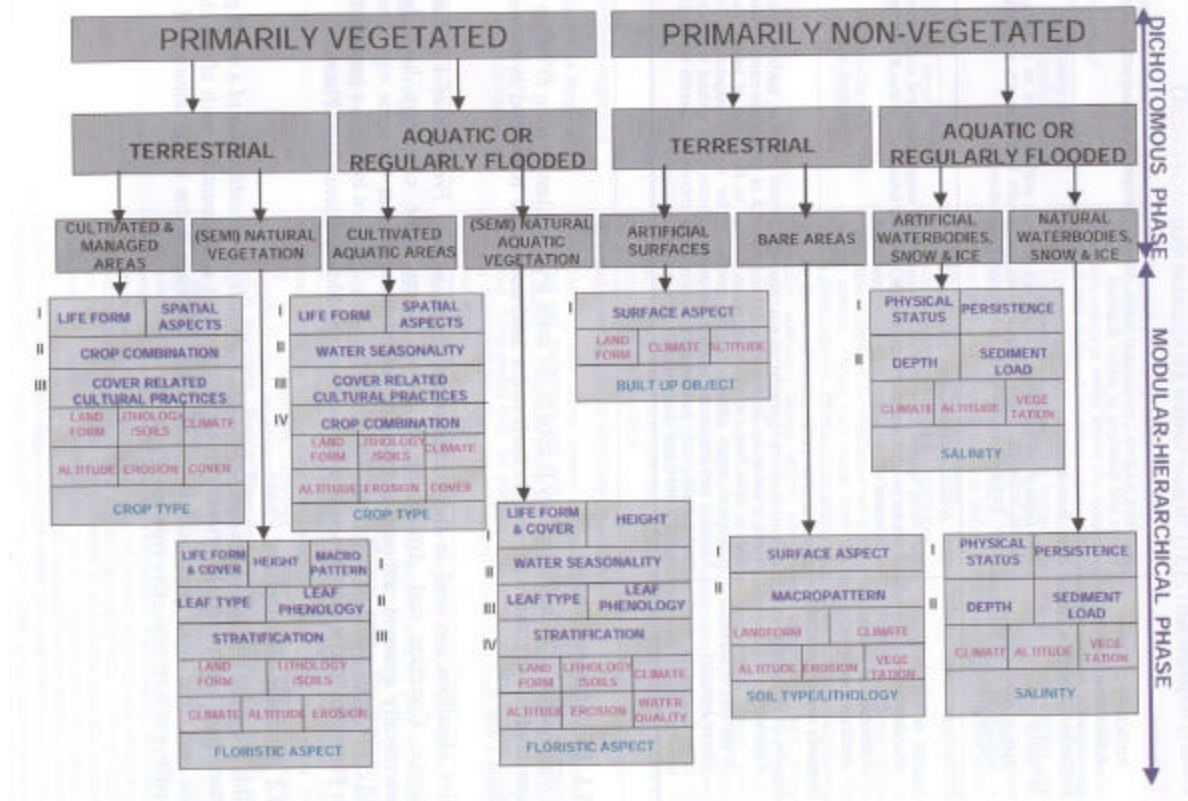 PRIMARILY VEGETATED
PRIMARILY NON-VEGETATED
TERRESTRIAL
AQUATIC OR
REGULARLY FLOODED
TERRESTRIAL
AQUATIC OR
REGULARLY FLOODED
CULTIVATED &
MANAGED
AREAS
(SEMI) NATURAL
VEGETATION
CULTIVATED
AQUATIC AREAS
(SEMI) NATURAL
AQUATIC
VEGETATION
ARTIFICIAL
SURFACES
BARE AREAS
ARTIFICIAL
WATERBODIES,
SNOW & ICE
NATURAL
WATERBODIES,
SNOW & ICE
DICHOTOMOUS PHASE
MODULAR-HIERARCHICAL PHASE
I
LIFE FORM
SPATIAL
ASPECTS
II
CROP COMBINATION
III
COVER RELATED
CULTURAL PRACTICES
LAND
FORM
LITHOLOGY
/SOILS
CLIMATE
ALTITUDE
EROSION
COVER
CROP TYPE
LIFE FORM
& COVER
HEIGHT
MACRO
PATTERN
I
LEAF TYPE
LEAF
PHENOLOGY
II
STRATIFICATION
III
LAND
FORM
LITHOLOGY
/SOILS
CLIMATE
ALTITUDE
EROSION
FLORISTIC ASPECT
I
LIFE FORM
SPATIAL
ASPECTS
II
WATER SEASONALITY
III
COVER RELATED
CULTURAL PRACTICES
IV
CROP COMBINATION
LAND
FORM
LITHOLOGY
/SOILS
CLIMATE
ALTITUDE
EROSION
COVER
CROP TYPE
I
LIFE FORM
& COVER
HEIGHT
II
WATER SEASONALITY
III
LEAF TYPE
LEAF
PHENOLOGY
IV
STRATIFICATION
LAND
FORM
LITHOLOGY
/SOILS
CLIMATE
ALTITUDE
EROSION
WATER
QUALITY
FLORISTIC ASPECT
I
SURFACE ASPECT
LAND
FORM
CLIMATE
ALTITUDE
BUILT UP OBJECT
I
SURFACE ASPECT
II
MACROPATTERN
LANDFORM
CLIMATE
ALTITUDE
EROSION
VEGE
TATION
SOIL TYPE/LITHOLOGY
I
PHYSICAL
STATUS
PERSISTENCE
II
DEPTH
SEDIMENT
LOAD
CLIMATE
ALTITUDE
VEGE
TATION
SALINITY
I
PHYSICAL
STATUS
PERSISTENCE
II
DEPTH
SEDIMENT
LOAD
CLIMATE
ALTITUDE
VEGE
TATION
SALINITY